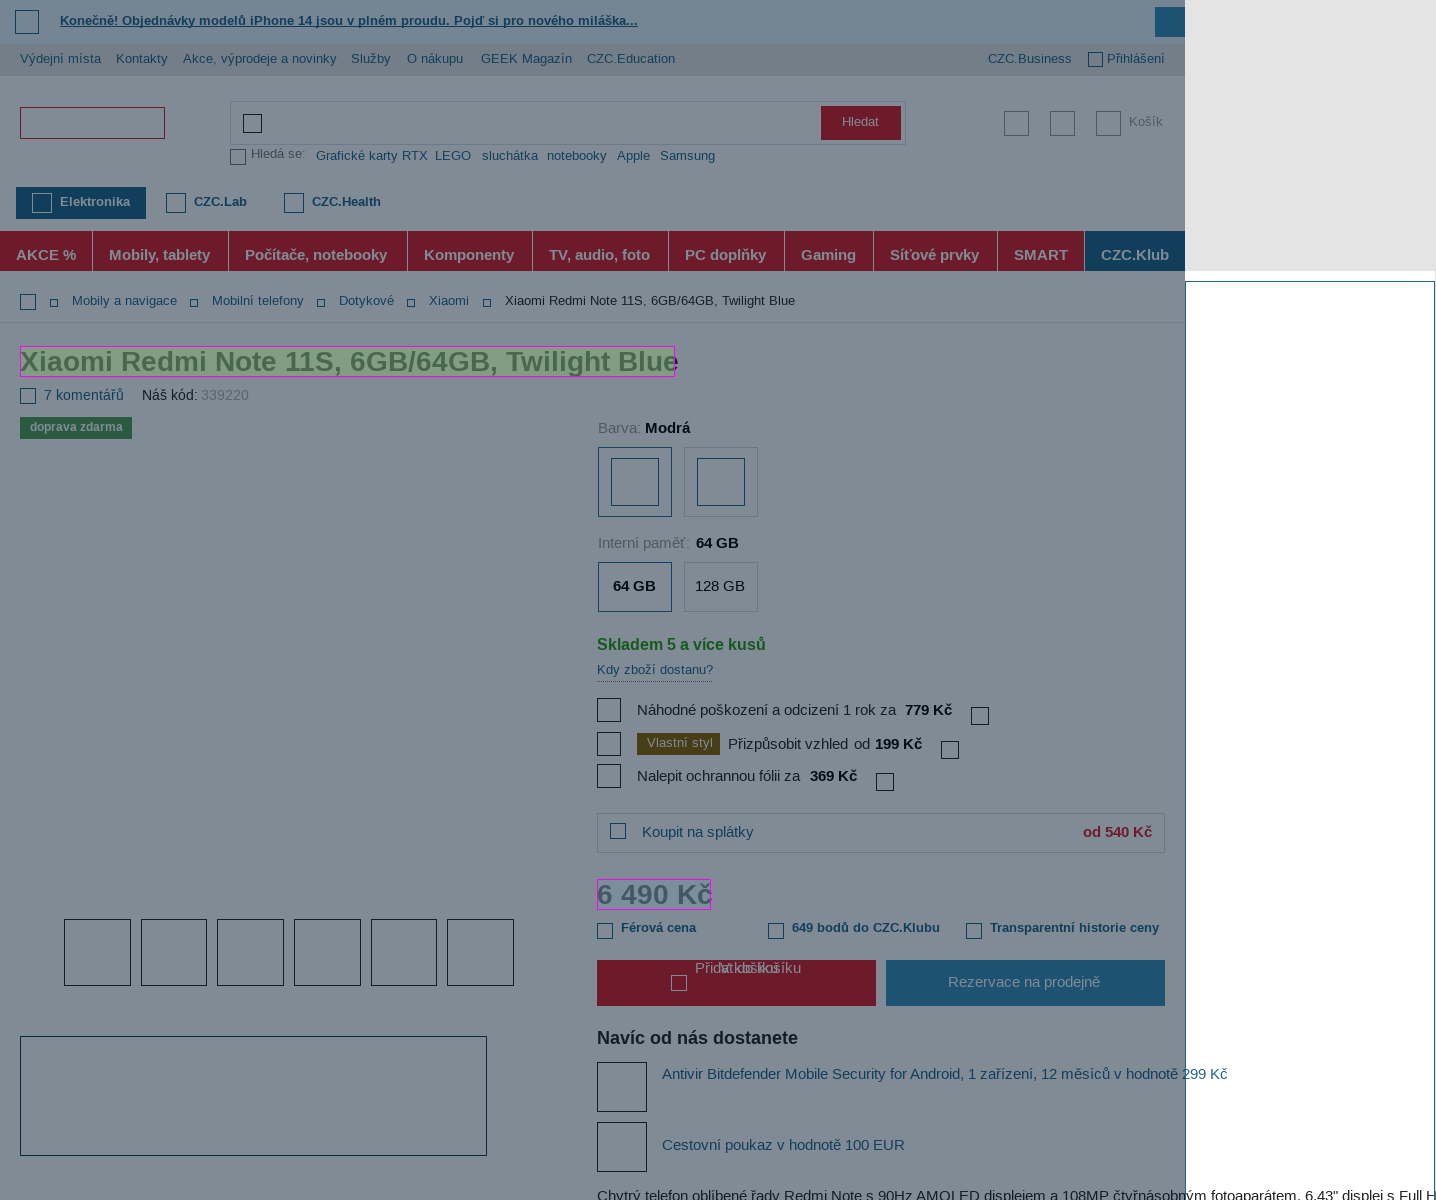 Konečně! Objednávky modelů iPhone 14 jsou v plném proudu. Pojď si pro nového miláška...
Výdejní místa Kontakty Akce, výprodeje a novinky Služby O nákupu GEEK Magazín CZC.Education CZC.Business Přihlášení
Hledat Košík
Hledá se: Grafické karty RTX LEGO sluchátka notebooky Apple Samsung
Elektronika CZC.Lab CZC.Health
AKCE % Mobily, tablety Počítače, notebooky Komponenty TV, audio, foto PC doplňky Gaming Síťové prvky SMART CZC.Klub
Mobily a navigace Mobilní telefony Dotykové Xiaomi Xiaomi Redmi Note 11S, 6GB/64GB, Twilight Blue
Xiaomi Redmi Note 11S, 6GB/64GB, Twilight Blue
7 komentářů Náš kód: 339220
doprava zdarma
Barva: Modrá
Interní paměť: 64 GB
64 GB 128 GB
Skladem 5 a více kusů
Kdy zboží dostanu?
Náhodné poškození a odcizení 1 rok za 779 Kč
Vlastní styl Přizpůsobit vzhled od 199 Kč
Nalepit ochrannou fólii za 369 Kč
Koupit na splátky od 540 Kč
6 490 Kč
Férová cena 649 bodů do CZC.Klubu Transparentní historie ceny
Přidat do košíku V košíku Rezervace na prodejně
Navíc od nás dostanete
Antivir Bitdefender Mobile Security for Android, 1 zařízení, 12 měsíců v hodnotě 299 Kč
Cestovní poukaz v hodnotě 100 EUR
Chytrý telefon oblíbené řady Redmi Note s 90Hz AMOLED displejem a 108MP čtyřnásobným fotoaparátem. 6,43" displej s Full H